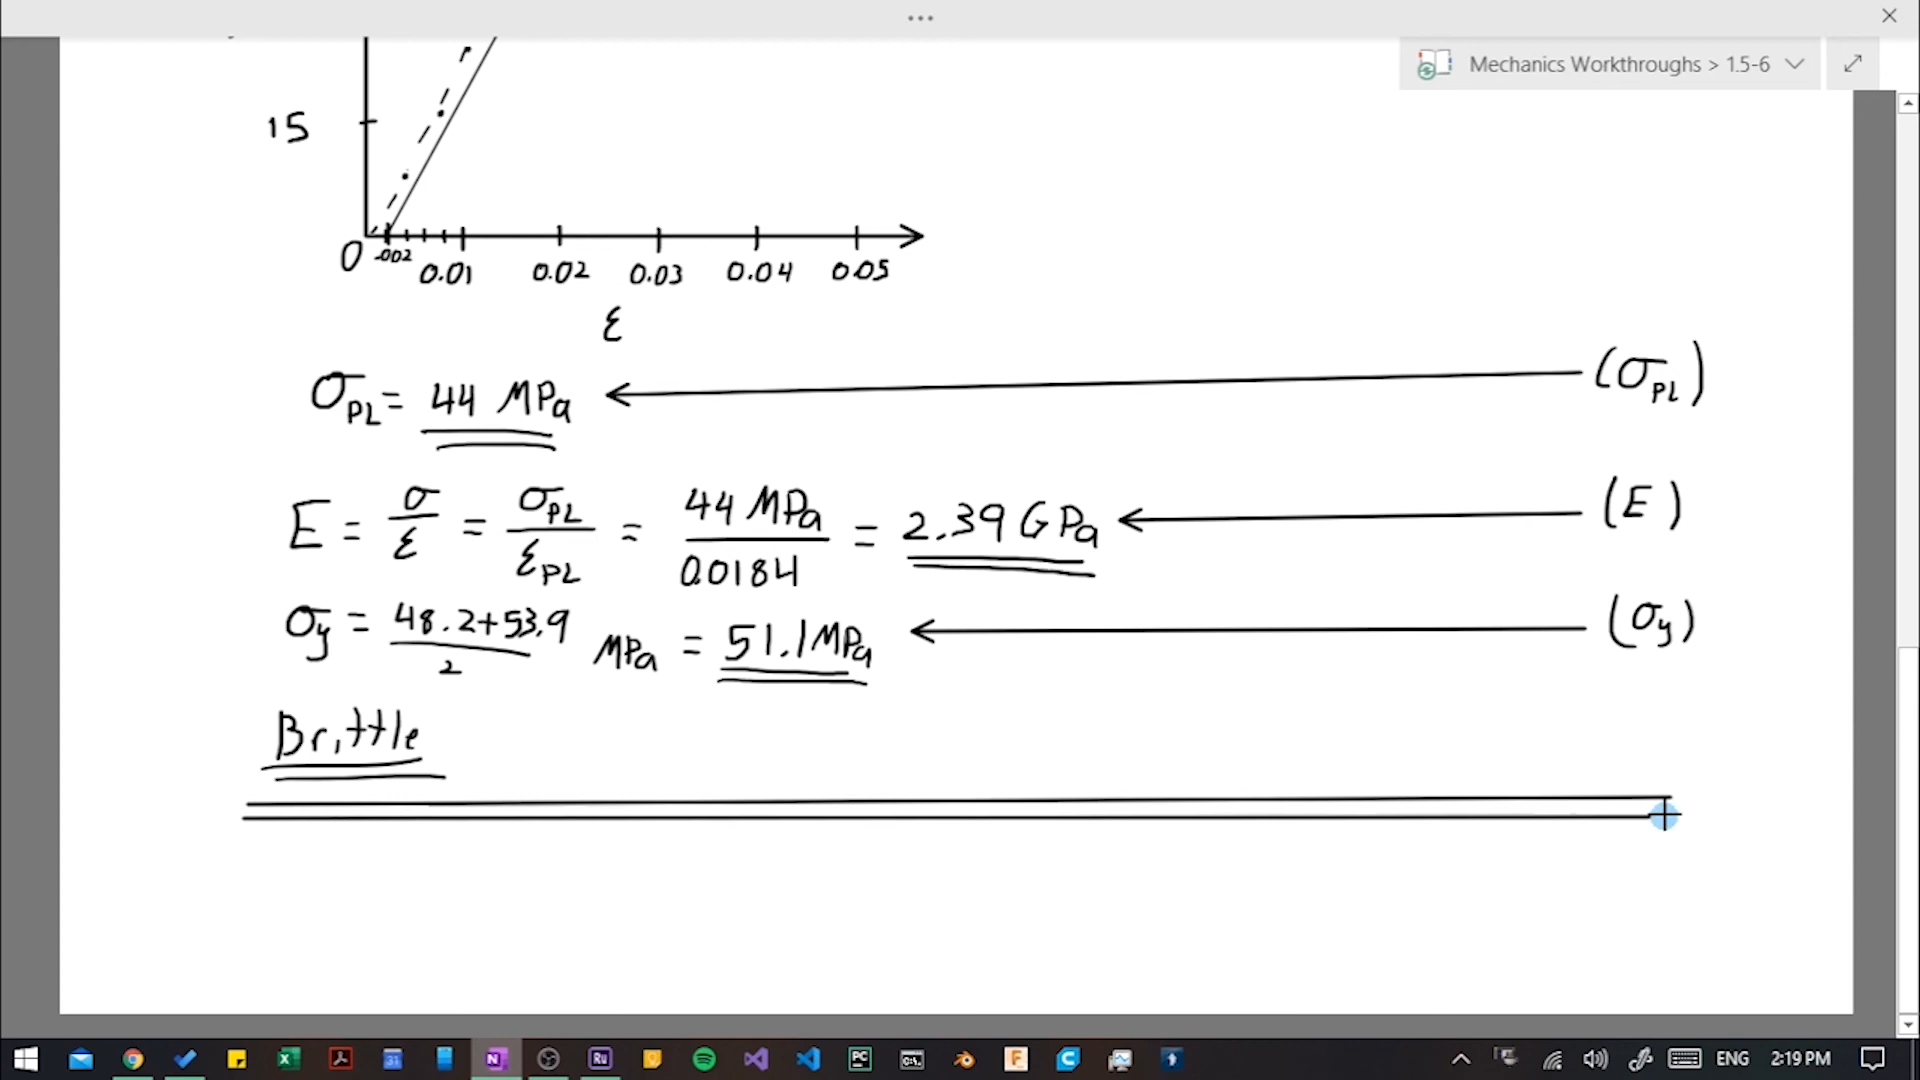 Mechanics Workthroughs > 1.5-6
15
0 .002 0.01 0.02 0.03 0.04 0.05
ε
σPL = 44 MPa (σPL)
E = σ/ε = σPL/εPL = 44 MPa/0.0184 = 2.39 GPa (E)
σy = 48.2+53.9/2 MPa = 51.1 MPa (σy)
Brittle
ENG 2:19 PM